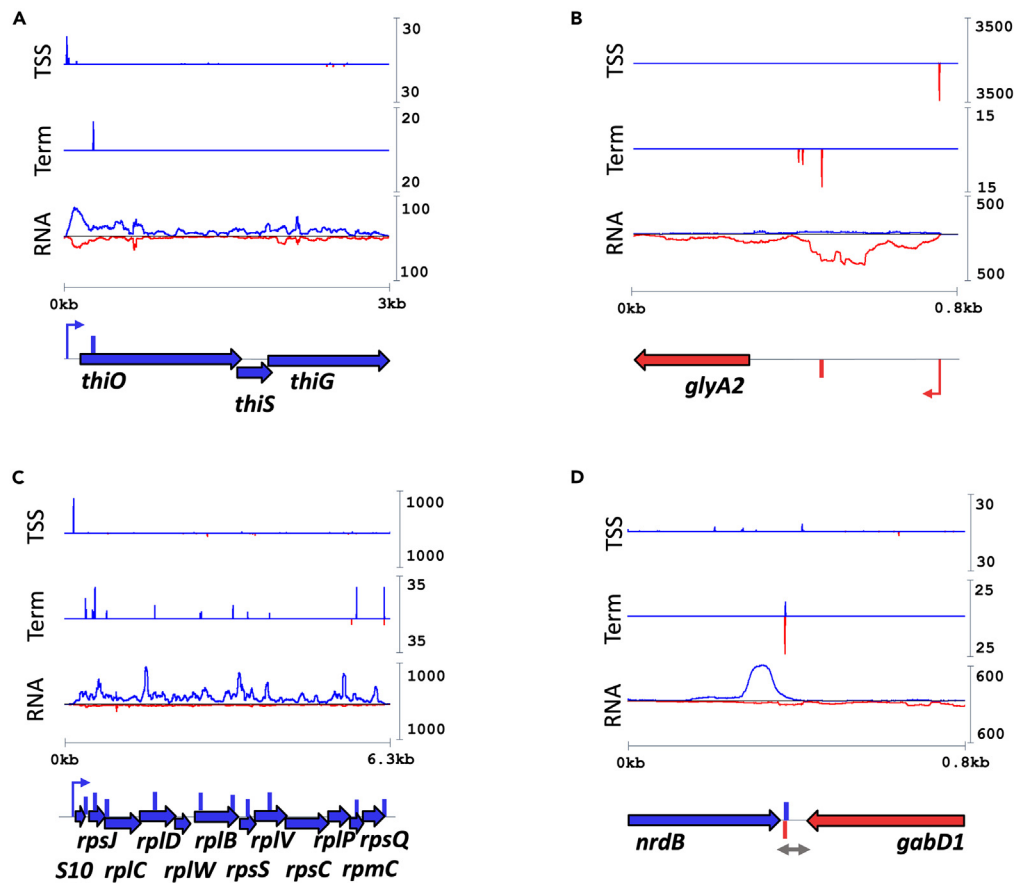 A
TSS
30
30
Term
20
20
RNA
100
100
0kb
3kb
thiO
thiS
thiG
B
TSS
3500
3500
Term
15
15
RNA
500
500
0kb
0.8kb
glyA2
C
TSS
1000
1000
Term
35
35
RNA
1000
1000
0kb
6.3kb
rpsJ rplD rplB rplV rplP rpsQ
S10 rplC rplW rpsS rpsC rpmC
D
TSS
30
30
Term
25
25
RNA
600
600
0kb
0.8kb
nrdB
gabD1